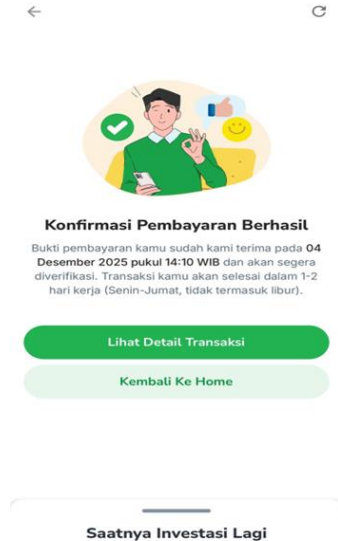 Konfirmasi Pembayaran Berhasil
Bukti pembayaran kamu sudah kami terima pada 04
Desember 2025 pukul 14:10 WIB dan akan segera
diverifikasi. Transaksi kamu akan selesai dalam 1-2
hari kerja (Senin-Jumat, tidak termasuk libur).
Lihat Detail Transaksi
Kembali Ke Home
Saatnya Investasi Lagi